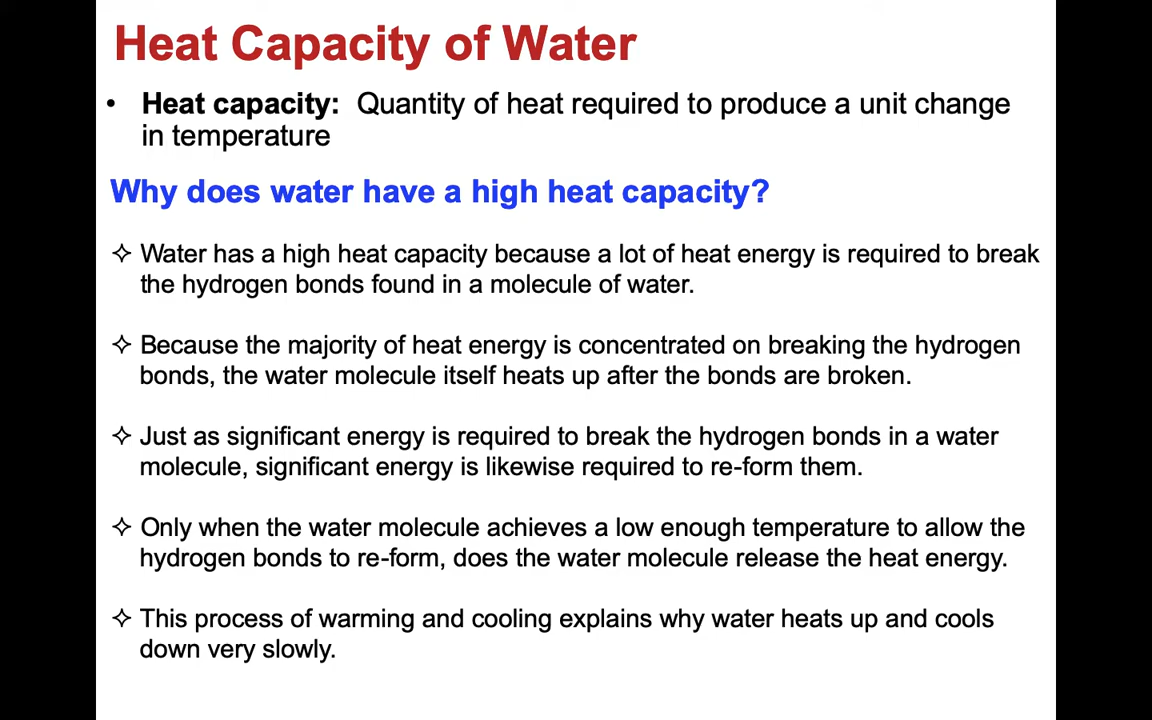 Heat Capacity of Water
• Heat capacity: Quantity of heat required to produce a unit change
in temperature
Why does water have a high heat capacity?
✧ Water has a high heat capacity because a lot of heat energy is required to break
the hydrogen bonds found in a molecule of water.
✧ Because the majority of heat energy is concentrated on breaking the hydrogen
bonds, the water molecule itself heats up after the bonds are broken.
✧ Just as significant energy is required to break the hydrogen bonds in a water
molecule, significant energy is likewise required to re-form them.
✧ Only when the water molecule achieves a low enough temperature to allow the
hydrogen bonds to re-form, does the water molecule release the heat energy.
✧ This process of warming and cooling explains why water heats up and cools
down very slowly.